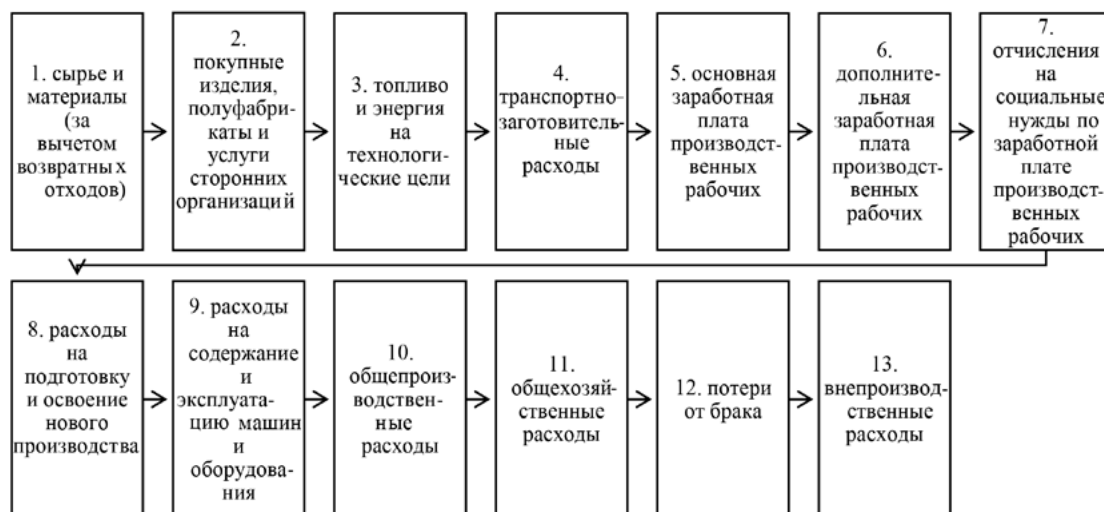 1. сырье и
материалы
(за
вычетом
возвратных
отходов)
2.
покупные
изделия,
полуфабри-
каты и
услуги
сторонних
организаций
3. топливо
и энергия
на
технологи-
ческие цели
4.
транспортно-
заготовитель-
ные
расходы
5. основная
заработная
плата
производст-
венных
рабочих
6.
дополните-
льная
заработная
плата
производст-
венных
рабочих
7.
отчисления
на
социальные
нужды по
заработной
плате
производст-
венных
рабочих
8. расходы
на
подготовку
и освоение
нового
производства
9. расходы
на
содержание
и
эксплуата-
цию машин
и
оборудова-
ния
10.
общепроиз-
водствен-
ные
расходы
11.
общехозяй-
ственные
расходы
12. потери
от брака
13.
внепроизво-
дственные
расходы